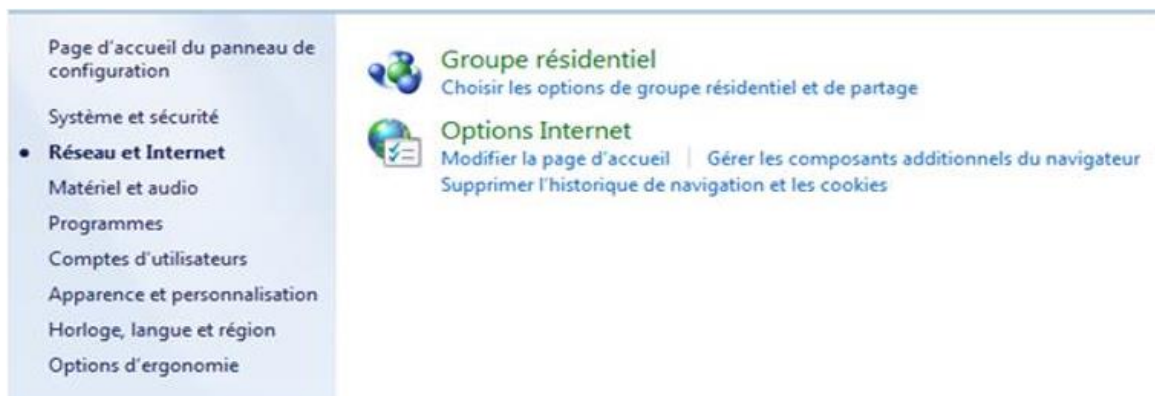 Page d'accueil du panneau de
configuration
Système et sécurité
Réseau et Internet
Matériel et audio
Programmes
Comptes d'utilisateurs
Apparence et personnalisation
Horloge, langue et région
Options d'ergonomie
Groupe résidentiel
Choisir les options de groupe résidentiel et de partage
Options Internet
Modifier la page d'accueil | Gérer les composants additionnels du navigateur
Supprimer l'historique de navigation et les cookies